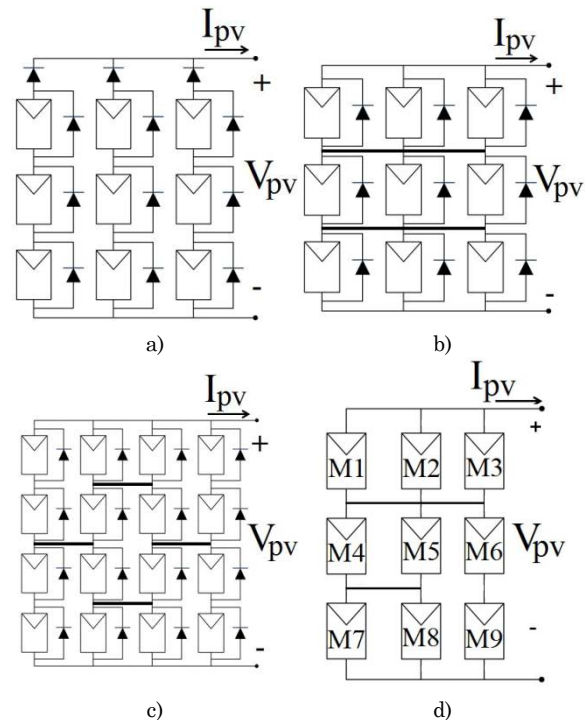 Ipv
+
Vpv
-
a)
Ipv
+
Vpv
-
b)
Ipv
+
Vpv
-
c)
Ipv
+
M1 M2 M3
M4 M5 M6
Vpv
M7 M8 M9
-
d)